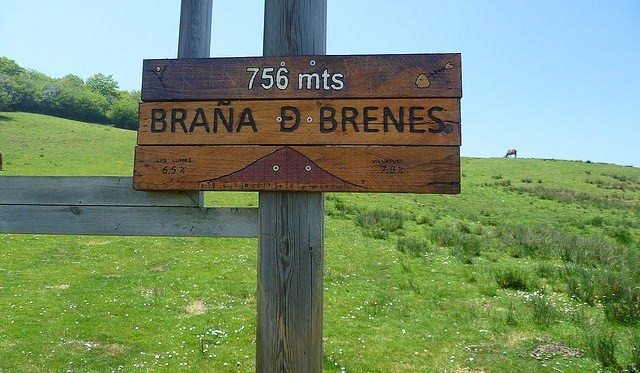 756 mts
BRAÑA D BRENES
6,5 %
7,8 %